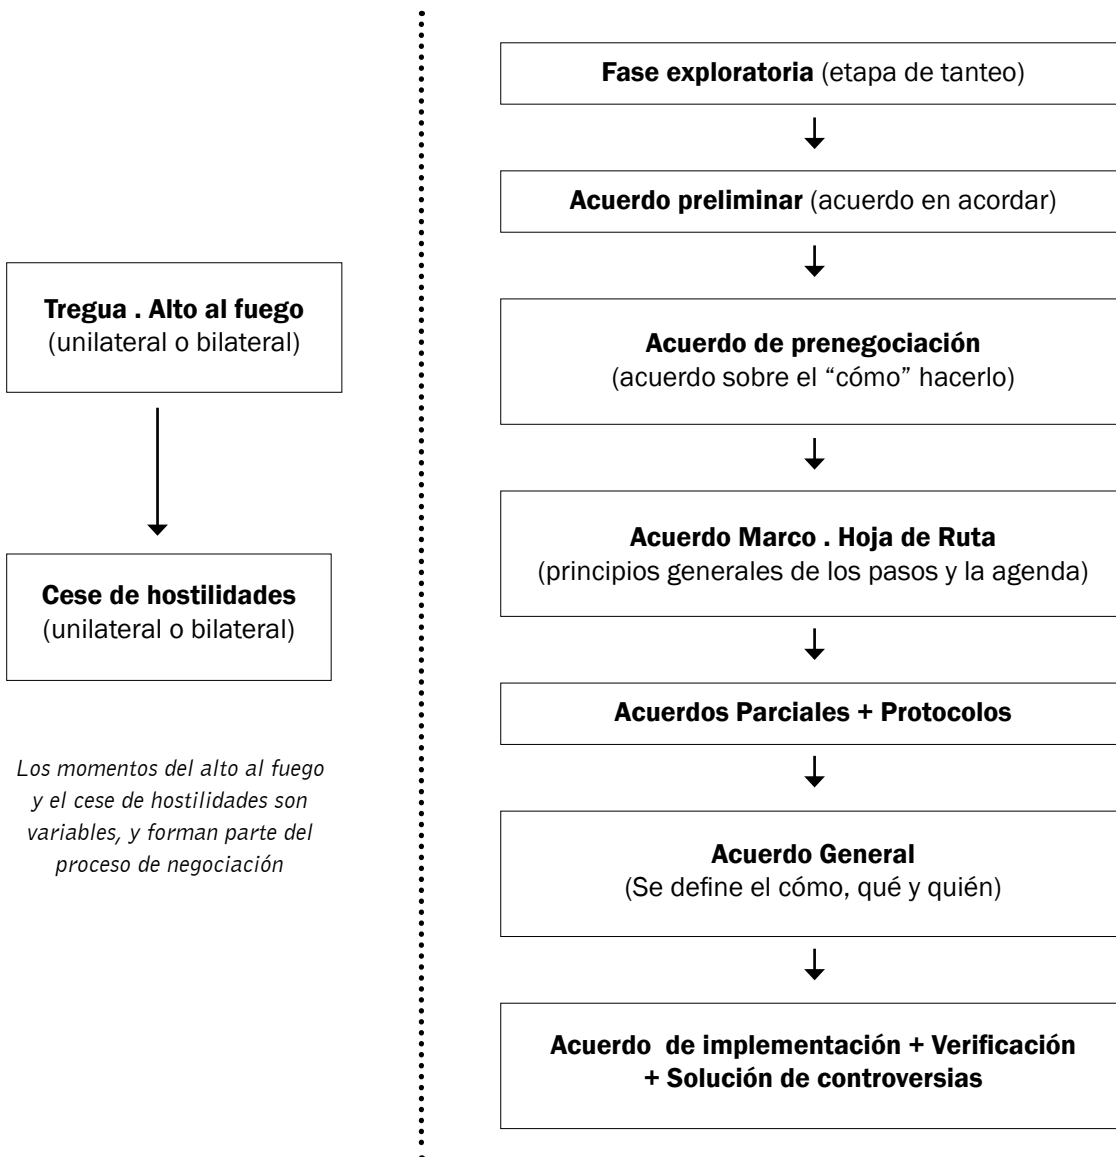 Tregua . Alto al fuego
(unilateral o bilateral)
Cese de hostilidades
(unilateral o bilateral)
Los momentos del alto al fuego
y el cese de hostilidades son
variables, y forman parte del
proceso de negociación
Fase exploratoria (etapa de tanteo)
Acuerdo preliminar (acuerdo en acordar)
Acuerdo de prenegociación
(acuerdo sobre el “cómo” hacerlo)
Acuerdo Marco . Hoja de Ruta
(principios generales de los pasos y la agenda)
Acuerdos Parciales + Protocolos
Acuerdo General
(Se define el cómo, qué y quién)
Acuerdo de implementación + Verificación
+ Solución de controversias